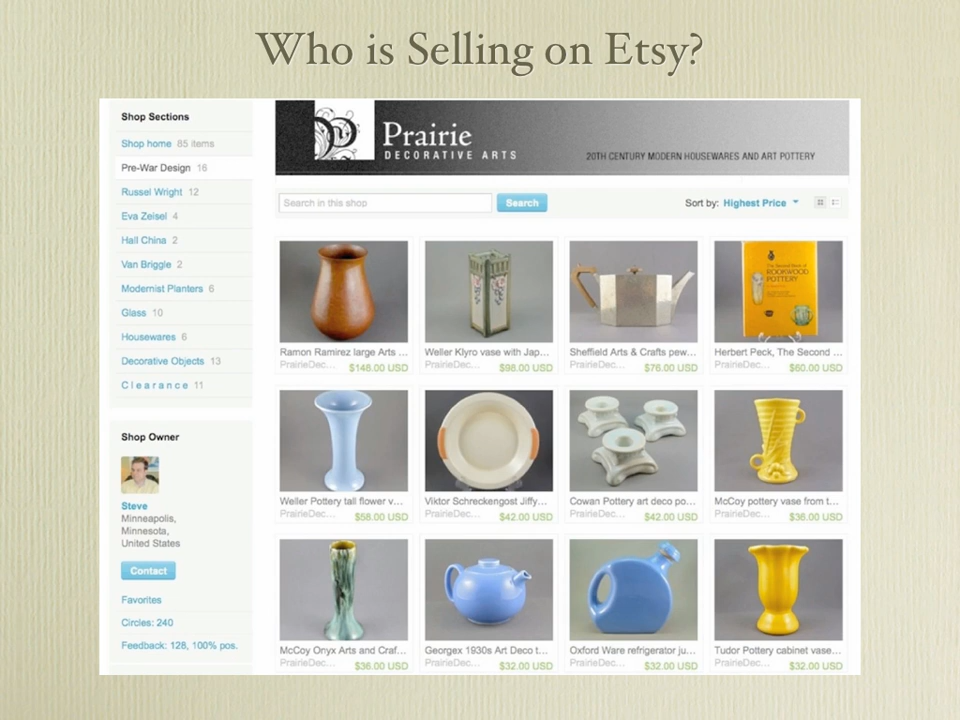 Who is Selling on Etsy?
Shop Sections
Shop home 85 items
Pre-War Design 16
Russel Wright 12
Eva Zeisel 4
Hall China 2
Van Briggle 2
Modernist Planters 6
Glass 10
Housewares 6
Decorative Objects 13
Clearance 11
Shop Owner
Steve
Minneapolis,
Minnesota,
United States
Contact
Favorites
Circles: 240
Feedback: 128, 100% pos.
Prairie
DECORATIVE ARTS
20TH CENTURY MODERN HOUSEWARES AND ART POTTERY
Search in this shop
Search
Sort by: Highest Price
The Second Book of
ROOKWOOD
POTTERY
Ramon Ramirez large Arts ...
PrairieDec... $148.00 USD
Weller Klyro vase with Jap...
PrairieDec... $98.00 USD
Sheffield Arts & Crafts pew...
PrairieDec... $76.00 USD
Herbert Peck, The Second ...
PrairieDec... $60.00 USD
Weller Pottery tall flower v...
PrairieDec... $58.00 USD
Viktor Schreckengost Jiffy...
PrairieDec... $42.00 USD
Cowan Pottery art deco po...
PrairieDec... $42.00 USD
McCoy pottery vase from t...
PrairieDec... $36.00 USD
McCoy Onyx Arts and Craf...
PrairieDec... $36.00 USD
Georgex 1930s Art Deco t...
PrairieDec... $32.00 USD
Oxford Ware refrigerator ju...
PrairieDec... $32.00 USD
Tudor Pottery cabinet vase...
PrairieDec... $32.00 USD